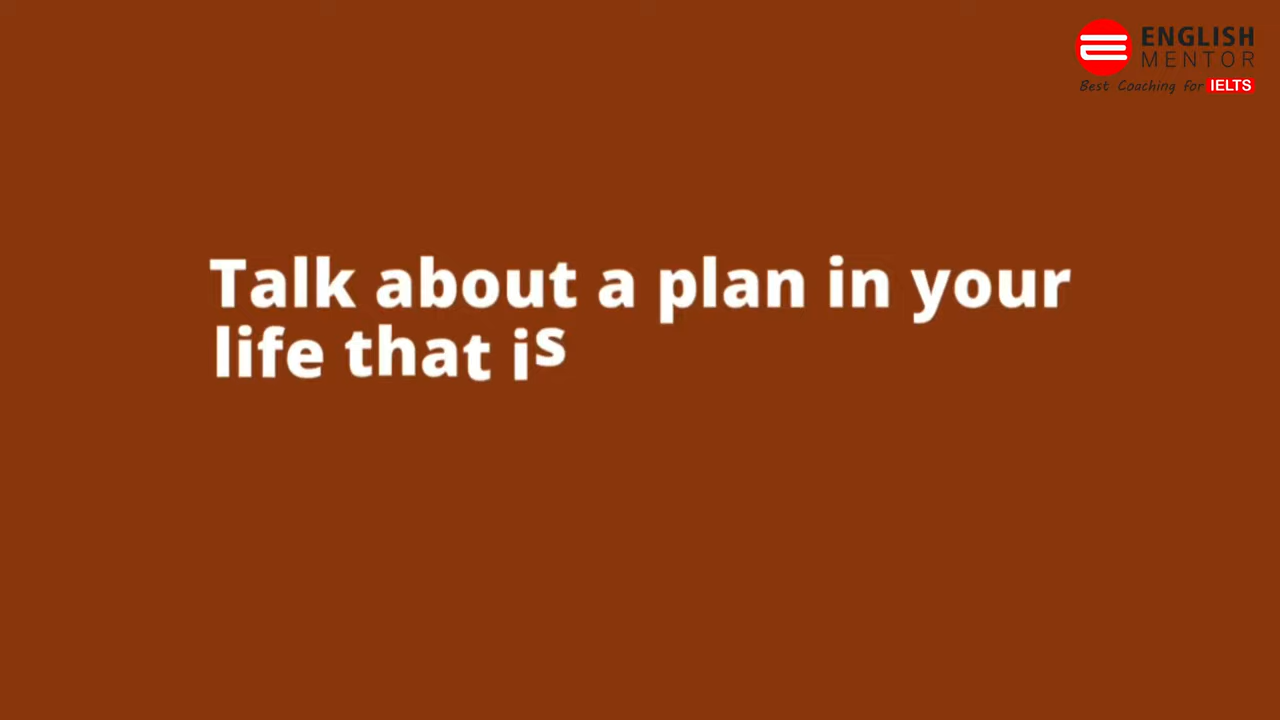 ENGLISH
MENTOR
Best Coaching for IELTS
Talk about a plan in your
life that is